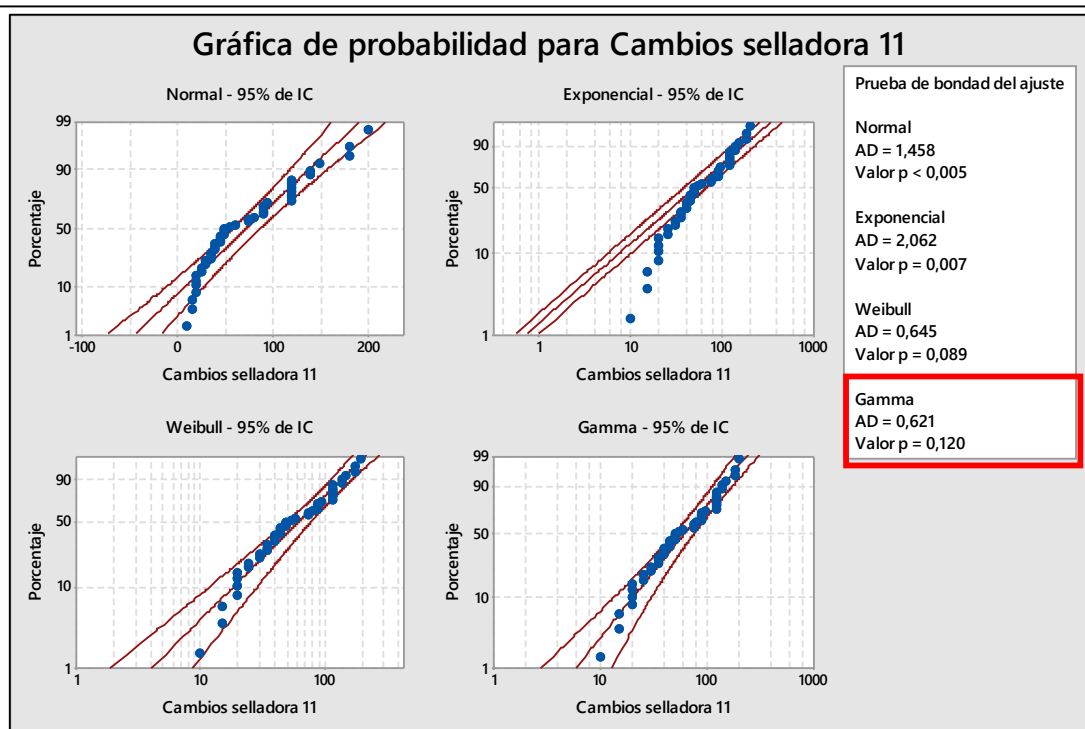 Gráfica de probabilidad para Cambios selladora 11
Normal - 95% de IC
99
90
50
10
1
Porcentaje
-100 0 100 200
Cambios selladora 11
Exponencial - 95% de IC
90
50
10
1
Porcentaje
1 10 100 1000
Cambios selladora 11
Weibull - 95% de IC
90
50
10
1
Porcentaje
1 10 100
Cambios selladora 11
Gamma - 95% de IC
99
90
50
10
1
Porcentaje
1 10 100 1000
Cambios selladora 11
Prueba de bondad del ajuste
Normal
AD = 1,458
Valor p < 0,005
Exponencial
AD = 2,062
Valor p = 0,007
Weibull
AD = 0,645
Valor p = 0,089
Gamma
AD = 0,621
Valor p = 0,120